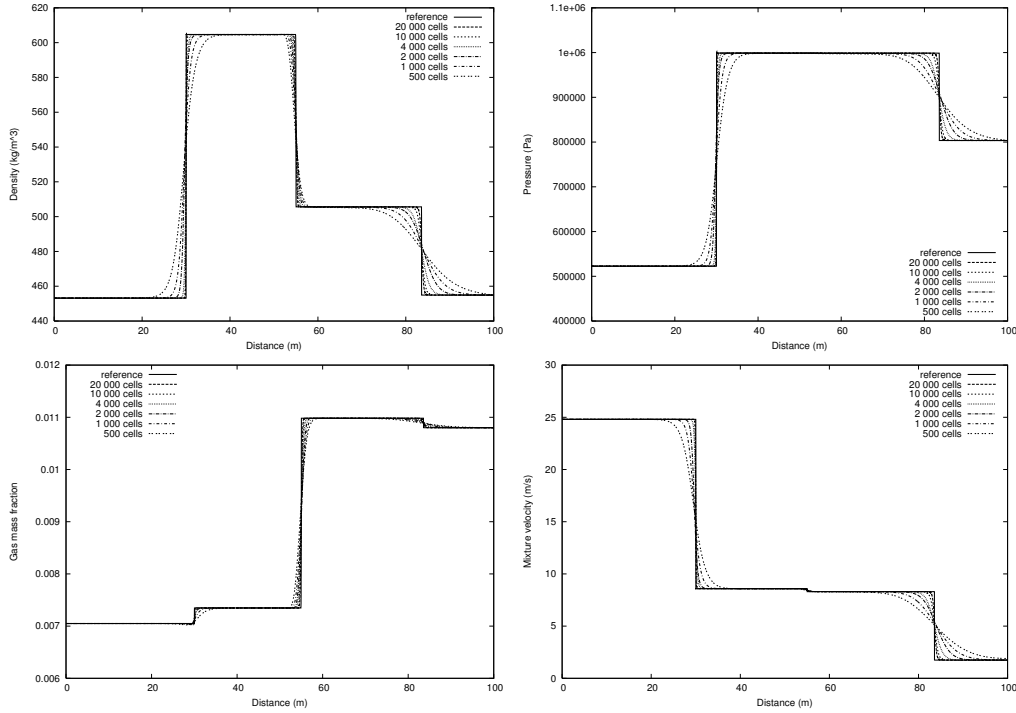 620
600
580
560
540
520
500
480
460
440
0
20
40
60
80
100
Density (kg/m^3)
Distance (m)
reference
20 000 cells
10 000 cells
4 000 cells
2 000 cells
1 000 cells
500 cells
1.1e+06
1e+06
900000
800000
700000
600000
500000
400000
0
20
40
60
80
100
Pressure (Pa)
Distance (m)
reference
20 000 cells
10 000 cells
4 000 cells
2 000 cells
1 000 cells
500 cells
0.012
0.011
0.01
0.009
0.008
0.007
0.006
0
20
40
60
80
100
Gas mass fraction
Distance (m)
reference
20 000 cells
10 000 cells
4 000 cells
2 000 cells
1 000 cells
500 cells
30
25
20
15
10
5
0
0
20
40
60
80
100
Mixture velocity (m/s)
Distance (m)
reference
20 000 cells
10 000 cells
4 000 cells
2 000 cells
1 000 cells
500 cells